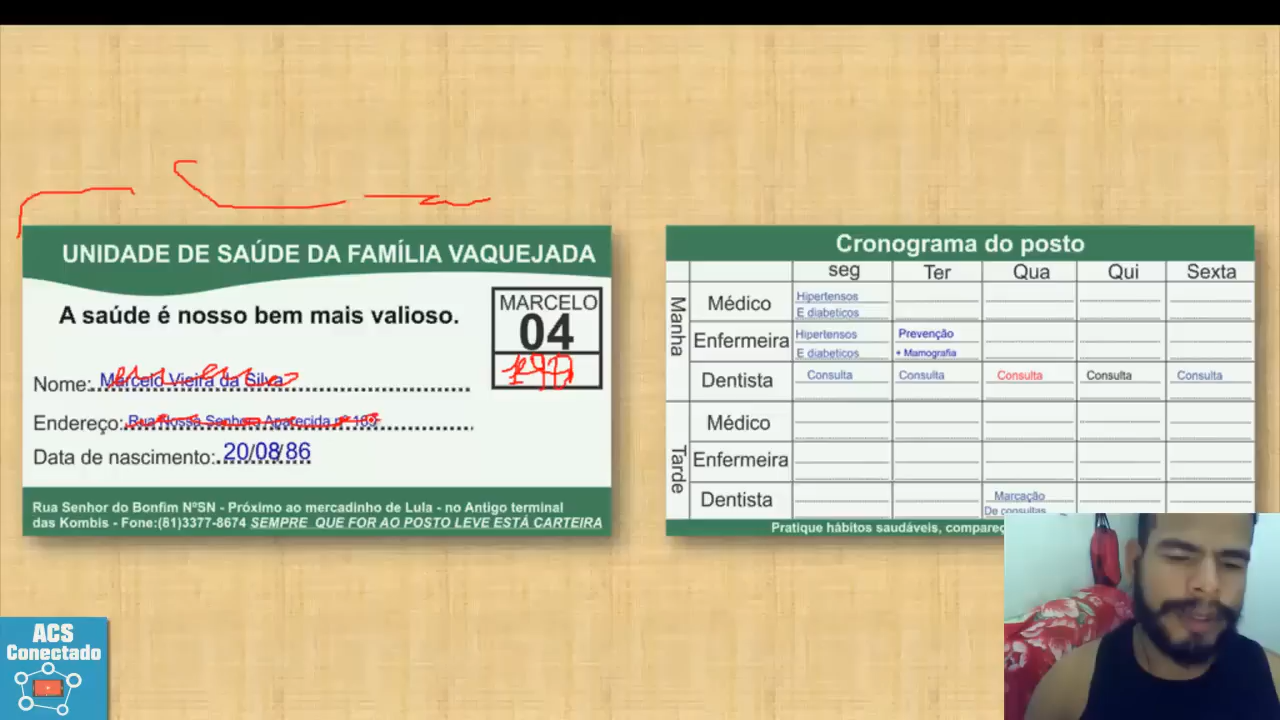 UNIDADE DE SAÚDE DA FAMÍLIA VAQUEJADA
A saúde é nosso bem mais valioso.
MARCELO
04
197
Nome: Marcelo Vieira da Silva
Endereço: Rua Nossa Senhora Aparecida nº 109
Data de nascimento: 20/08/86
Rua Senhor do Bonfim NºSN - Próximo ao mercadinho de Lula - no Antigo terminal
das Kombis - Fone:(81)3377-8674 SEMPRE QUE FOR AO POSTO LEVE ESTÁ CARTEIRA
Cronograma do posto
seg Ter Qua Qui Sexta
Manha
Médico Hipertensos
E diabeticos
Enfermeira Hipertensos Prevenção
E diabeticos + Mamografia
Dentista Consulta Consulta Consulta Consulta Consulta
Tarde
Médico
Enfermeira
Dentista Marcação
De consultas
Pratique hábitos saudáveis,
ACS
Conectado